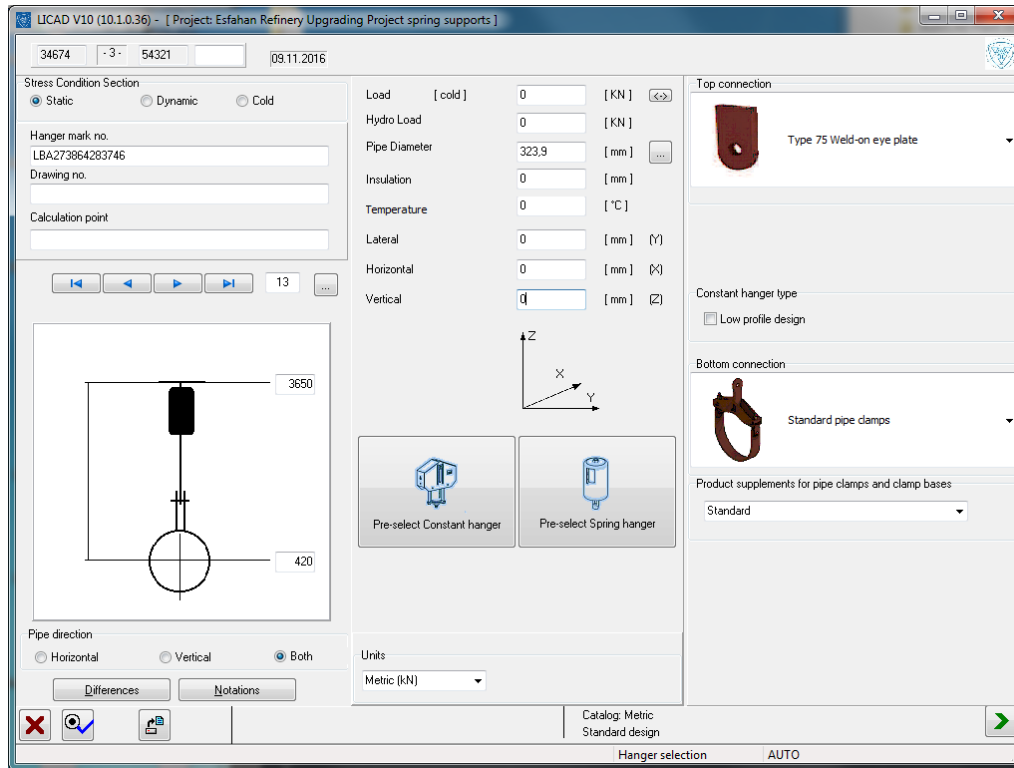 LICAD V10 (10.1.0.36) - [ Project: Esfahan Refinery Upgrading Project spring supports ]
34674 - 3 - 54321 09.11.2016
Stress Condition Section
Static Dynamic Cold
Hanger mark no.
LBA273864283746
Drawing no.
Calculation point
13 ...
3650
420
Pipe direction
Horizontal Vertical Both
Differences Notations
Load [ cold ] 0 [ KN ] <->
Hydro Load 0 [ KN ]
Pipe Diameter 323,9 [ mm ] ...
Insulation 0 [ mm ]
Temperature 0 [ °C ]
Lateral 0 [ mm ] (Y)
Horizontal 0 [ mm ] (X)
Vertical 0 [ mm ] (Z)
Z
X
Y
Pre-select Constant hanger Pre-select Spring hanger
Units
Metric (kN)
Top connection
Type 75 Weld-on eye plate
Constant hanger type
Low profile design
Bottom connection
Standard pipe clamps
Product supplements for pipe clamps and clamp bases
Standard
Catalog: Metric
Standard design
Hanger selection AUTO